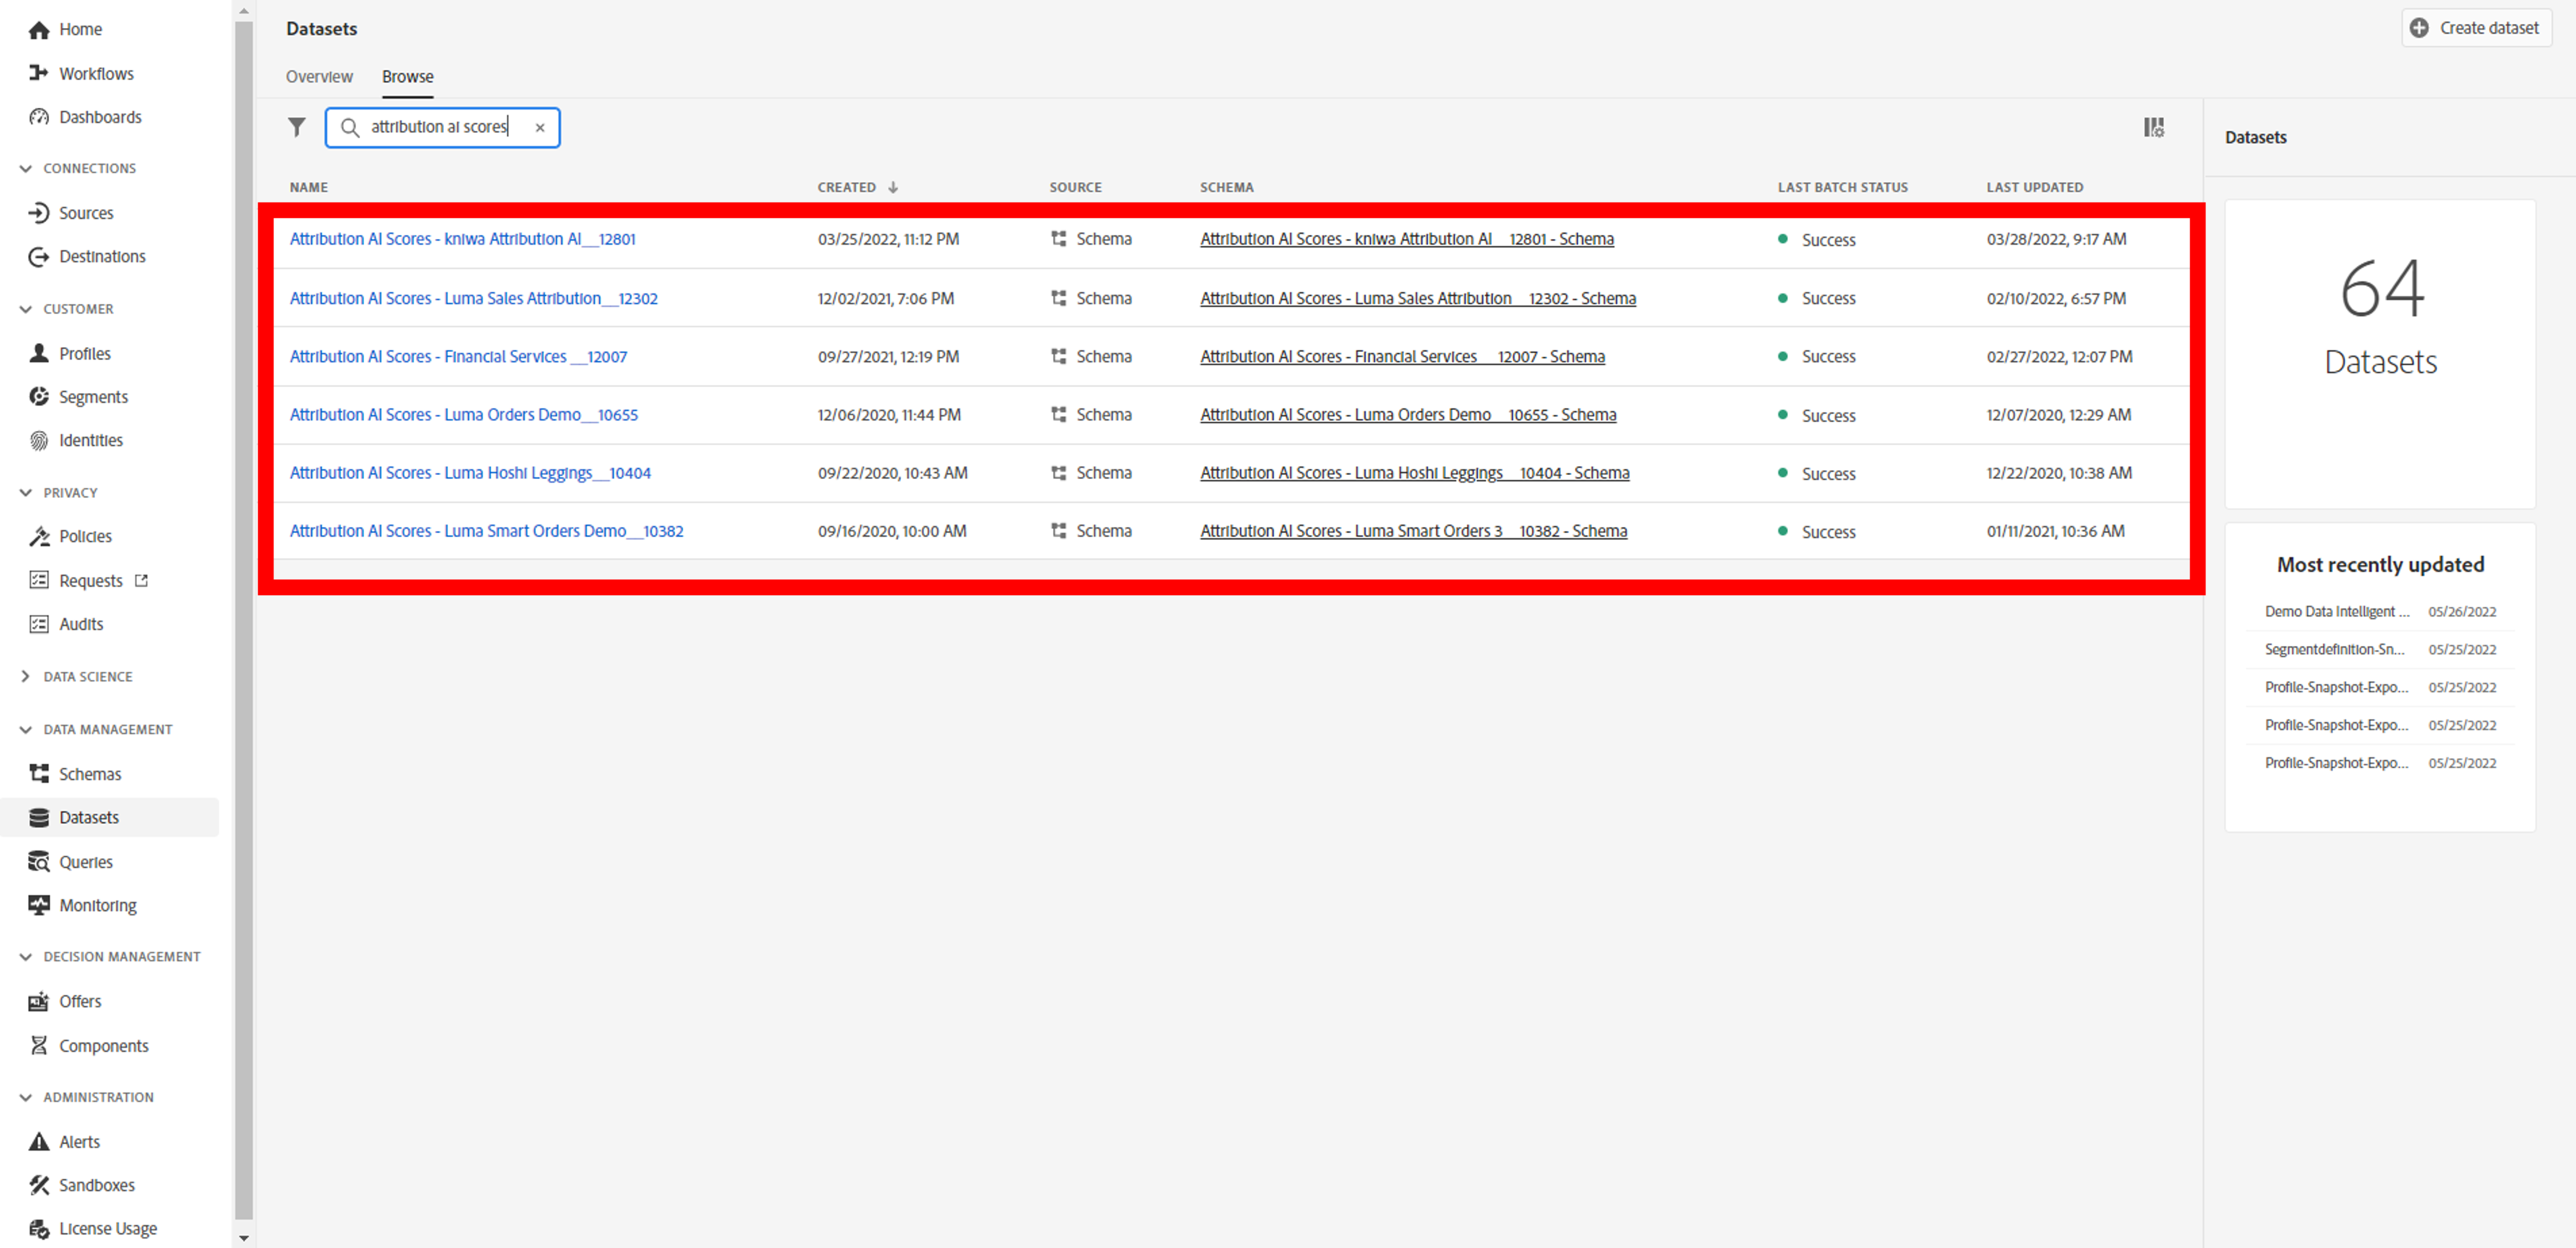 Home
Workflows
Dashboards
CONNECTIONS
Sources
Destinations
CUSTOMER
Profiles
Segments
Identities
PRIVACY
Policies
Requests
Audits
DATA SCIENCE
DATA MANAGEMENT
Schemas
Datasets
Queries
Monitoring
DECISION MANAGEMENT
Offers
Components
ADMINISTRATION
Alerts
Sandboxes
License Usage
Datasets
Create dataset
Overview Browse
attribution ai scores
NAME CREATED SOURCE SCHEMA LAST BATCH STATUS LAST UPDATED
Attribution AI Scores - kniwa Attribution AI__12801 03/25/2022, 11:12 PM Schema Attribution AI Scores - kniwa Attribution AI__12801 - Schema Success 03/28/2022, 9:17 AM
Attribution AI Scores - Luma Sales Attribution__12302 12/02/2021, 7:06 PM Schema Attribution AI Scores - Luma Sales Attribution__12302 - Schema Success 02/10/2022, 6:57 PM
Attribution AI Scores - Financial Services __12007 09/27/2021, 12:19 PM Schema Attribution AI Scores - Financial Services __12007 - Schema Success 02/27/2022, 12:07 PM
Attribution AI Scores - Luma Orders Demo__10655 12/06/2020, 11:44 PM Schema Attribution AI Scores - Luma Orders Demo__10655 - Schema Success 12/07/2020, 12:29 AM
Attribution AI Scores - Luma Hoshi Leggings__10404 09/22/2020, 10:43 AM Schema Attribution AI Scores - Luma Hoshi Leggings__10404 - Schema Success 12/22/2020, 10:38 AM
Attribution AI Scores - Luma Smart Orders Demo__10382 09/16/2020, 10:00 AM Schema Attribution AI Scores - Luma Smart Orders 3__10382 - Schema Success 01/11/2021, 10:36 AM
Datasets
64
Datasets
Most recently updated
Demo Data Intelligent ... 05/26/2022
Segmentdefinition-Sn... 05/25/2022
Profile-Snapshot-Expo... 05/25/2022
Profile-Snapshot-Expo... 05/25/2022
Profile-Snapshot-Expo... 05/25/2022